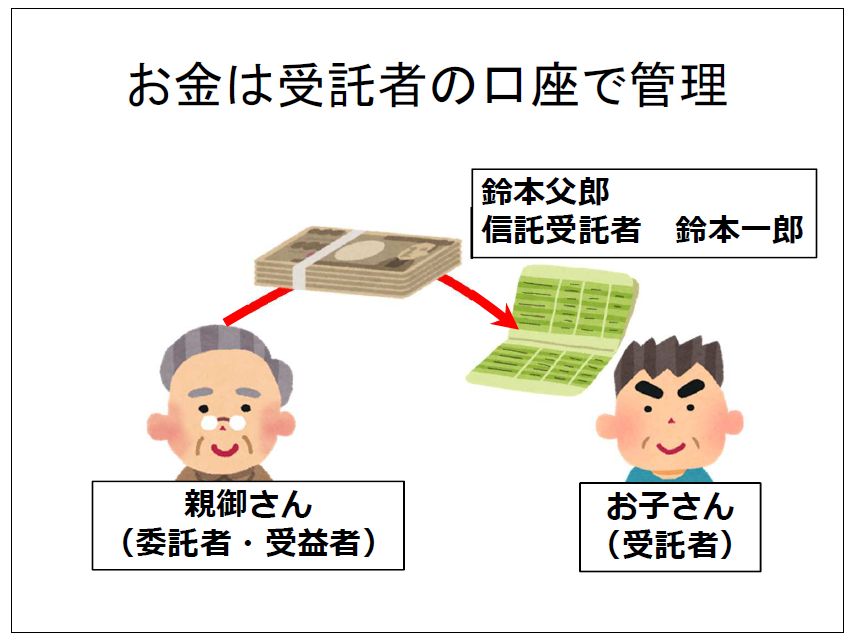 お金は受託者の口座で管理
鈴木父郎
信託受託者　鈴木一郎
親御さん
（委託者・受益者）
お子さん
（受託者）